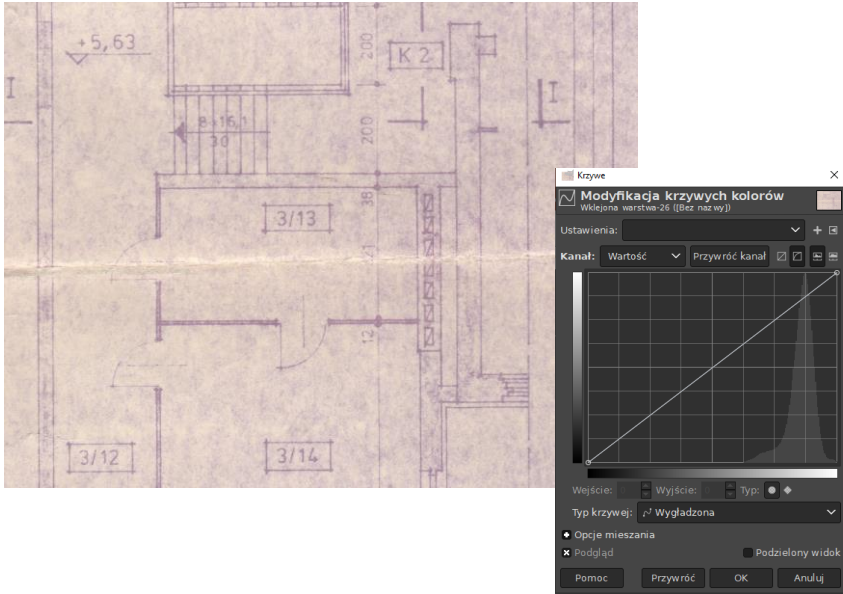 +5,63
200
K 2
I
I
8×16,1
30
200
38
3/13
21
12
3/12
3/14
Krzywe
Modyfikacja krzywych kolorów
Wklejona warstwa-26 ([Bez nazwy])
Ustawienia:
Kanał: Wartość Przywróć kanał
Wejście: Wyjście: Typ:
Typ krzywej: Wygładzona
Opcje mieszania
Podgląd Podzielony widok
Pomoc Przywróć OK Anuluj